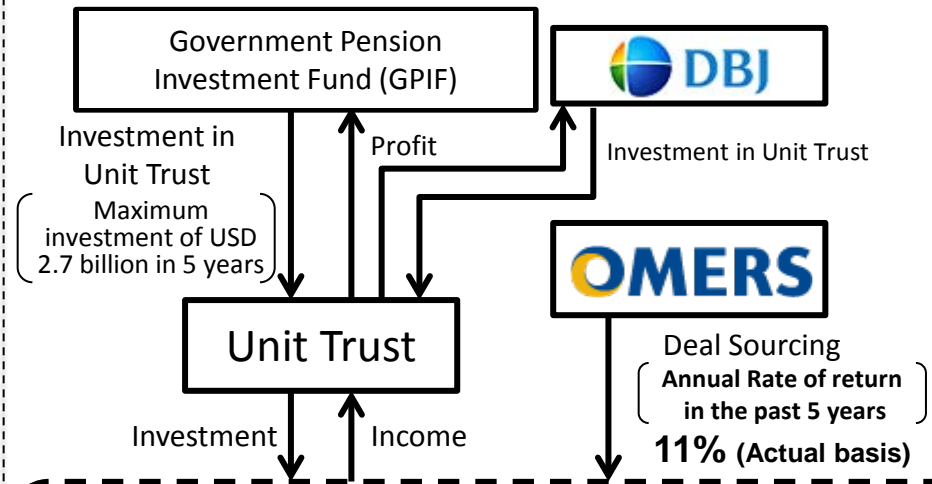 Government Pension
Investment Fund (GPIF)
DBJ
Investment in
Unit Trust
Maximum
investment of USD
2.7 billion in 5 years
Profit
Investment in Unit Trust
OMERS
Unit Trust
Deal Sourcing
Annual Rate of return
in the past 5 years
11% (Actual basis)
Investment
Income